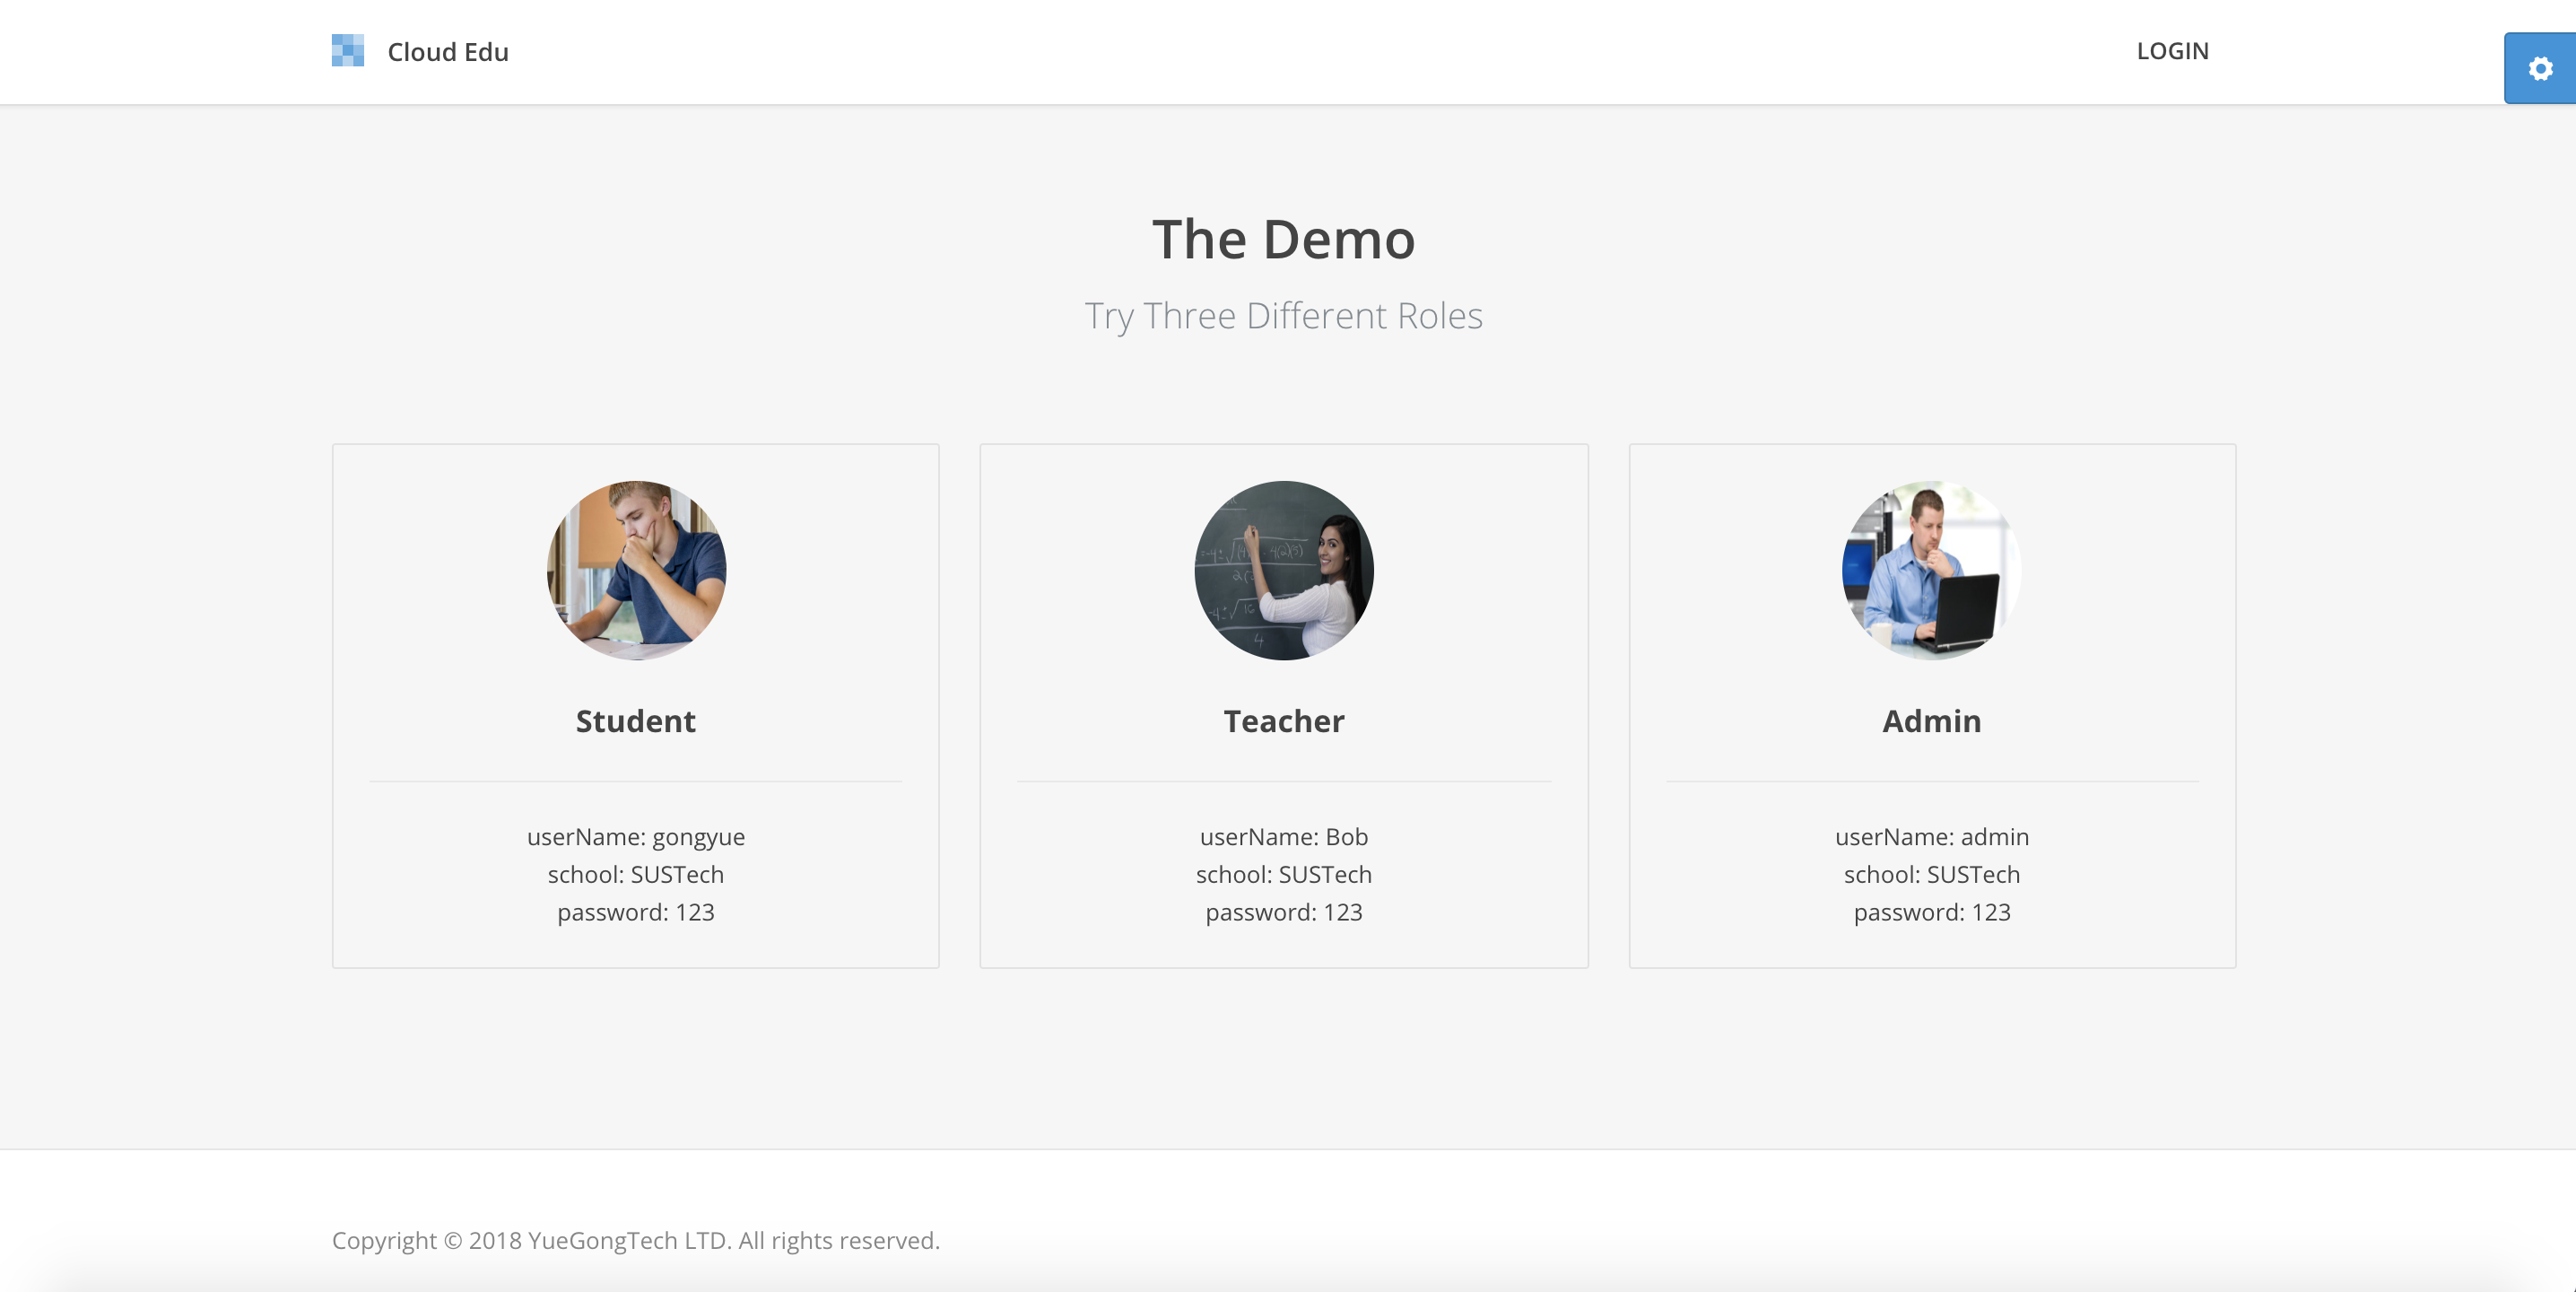 Cloud Edu
LOGIN
The Demo
Try Three Different Roles
Student
userName: gongyue
school: SUSTech
password: 123
Teacher
userName: Bob
school: SUSTech
password: 123
Admin
userName: admin
school: SUSTech
password: 123
Copyright © 2018 YueGongTech LTD. All rights reserved.